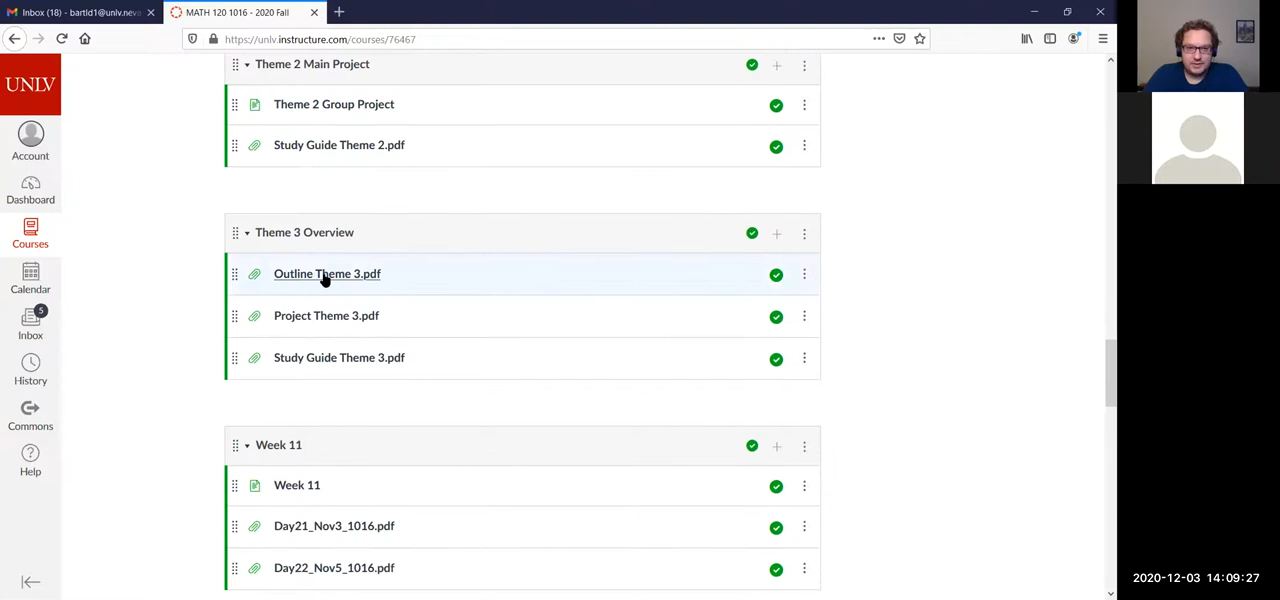 Inbox (18) - bartld1@unlv.neva
MATH 120 1016 - 2020 Fall
https://unlv.instructure.com/courses/76467
UNLV
Account
Dashboard
Courses
Calendar
5
Inbox
History
Commons
Help
Theme 2 Main Project
Theme 2 Group Project
Study Guide Theme 2.pdf
Theme 3 Overview
Outline Theme 3.pdf
Project Theme 3.pdf
Study Guide Theme 3.pdf
Week 11
Week 11
Day21_Nov3_1016.pdf
Day22_Nov5_1016.pdf
2020-12-03 14:09:27